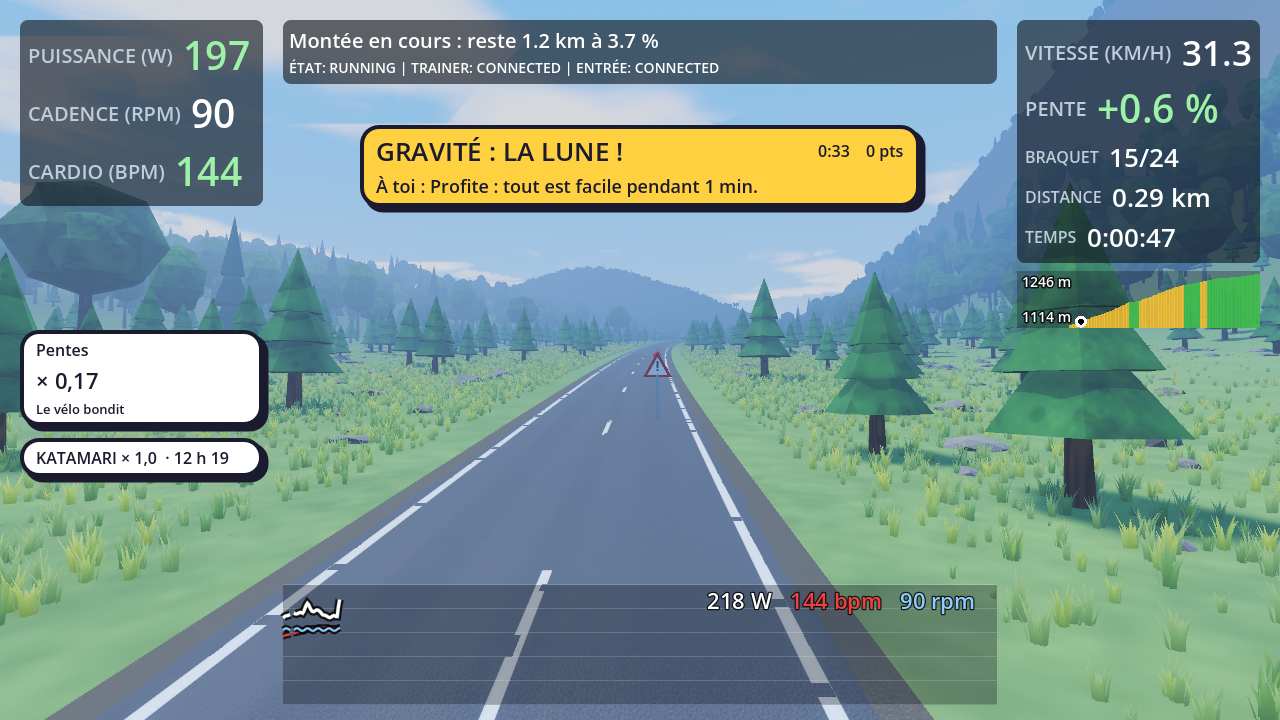 PUISSANCE (W) 197
CADENCE (RPM) 90
CARDIO (BPM) 144
Montée en cours : reste 1.2 km à 3.7 %
ÉTAT: RUNNING | TRAINER: CONNECTED | ENTRÉE: CONNECTED
GRAVITÉ : LA LUNE !
0:33 0 pts
À toi : Profite : tout est facile pendant 1 min.
VITESSE (KM/H) 31.3
PENTE +0.6 %
BRAQUET 15/24
DISTANCE 0.29 km
TEMPS 0:00:47
1246 m
1114 m
Pentes
× 0,17
Le vélo bondit
KATAMARI × 1,0 · 12 h 19
218 W 144 bpm 90 rpm